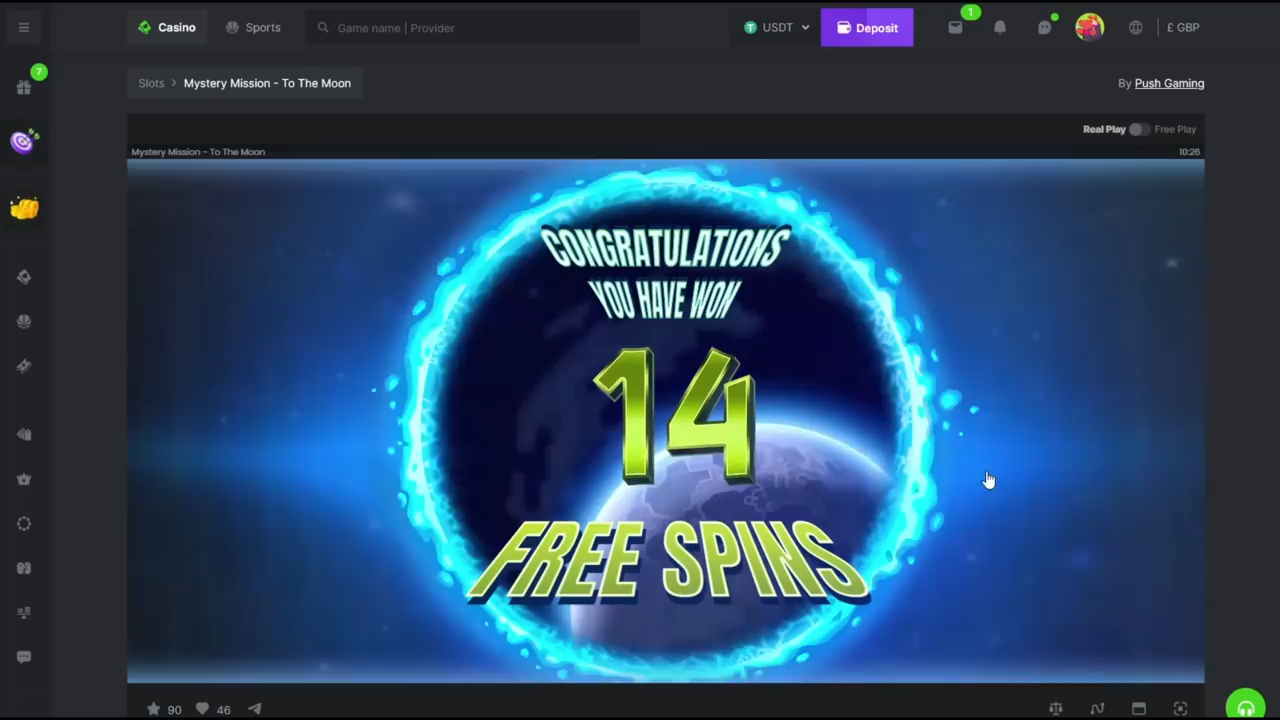 Casino
Sports
Game name | Provider
USDT
Deposit
1
£ GBP
7
Slots > Mystery Mission - To The Moon
By Push Gaming
Real Play Free Play
Mystery Mission - To The Moon
10:26
CONGRATULATIONS
YOU HAVE WON
14
FREE SPINS
90
46